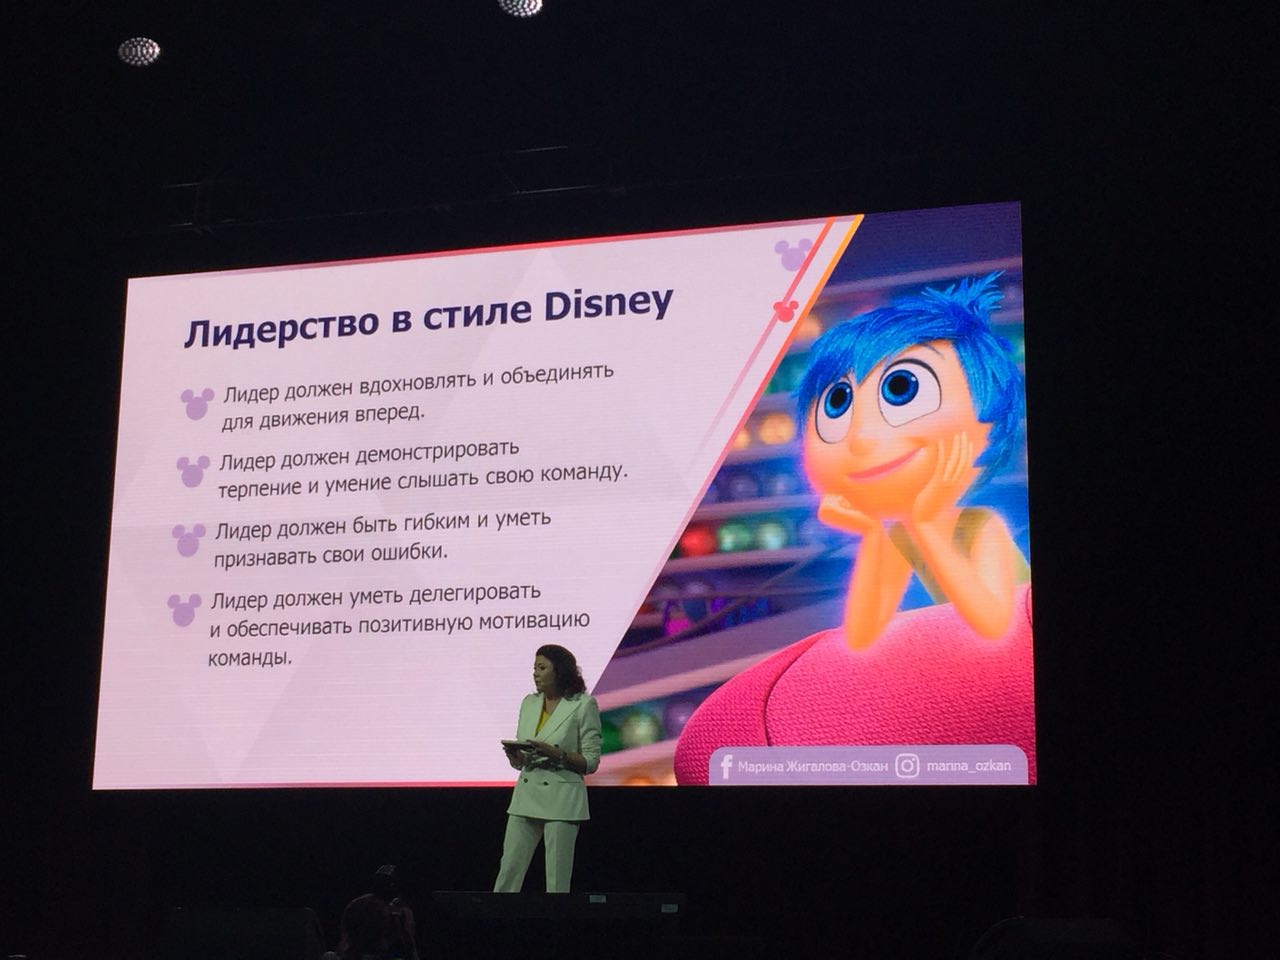 Лидерство в стиле Disney
Лидер должен вдохновлять и объединять
для движения вперед.
Лидер должен демонстрировать
терпение и умение слышать свою команду.
Лидер должен быть гибким и уметь
признавать свои ошибки.
Лидер должен уметь делегировать
и обеспечивать позитивную мотивацию
команды.
Марина Жигалова-Озкан marina_ozkan